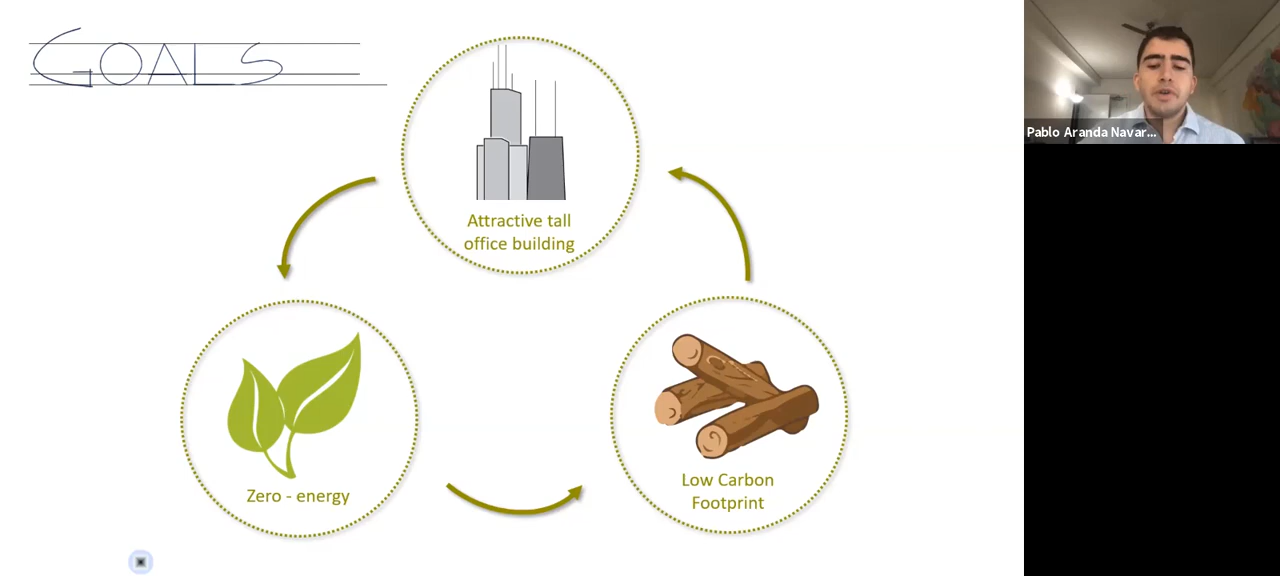 GOALS
Attractive tall
office building
Zero - energy
Low Carbon
Footprint
Pablo Aranda Navar...